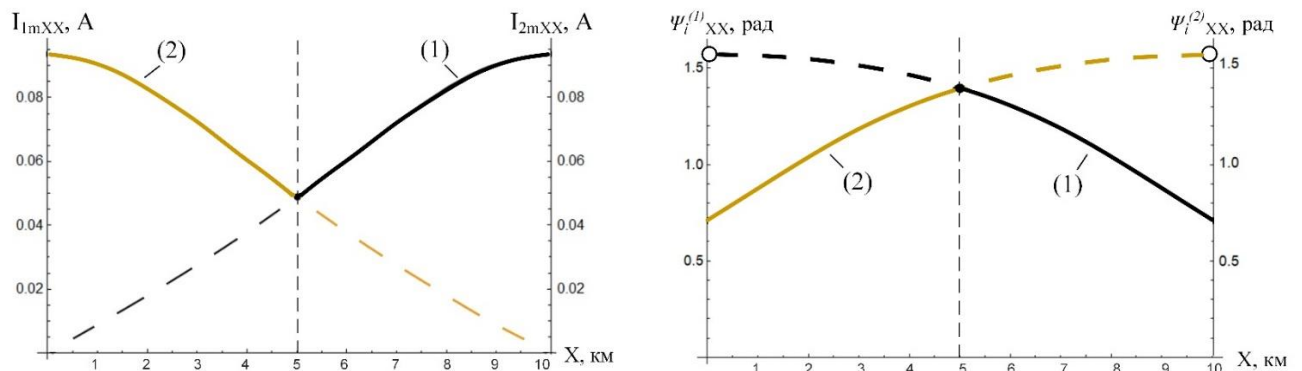 I₁mXX, А I₂mXX, А
(2) (1)
0.08 0.08
0.06 0.06
0.04 0.04
0.02 0.02
1 2 3 4 5 6 7 8 9 10 X, км
Ψᵢ⁽¹⁾XX, рад Ψᵢ⁽²⁾XX, рад
1.5 1.5
1.0 1.0
(2) (1)
0.5 0.5
1 2 3 4 5 6 7 8 9 10 X, км